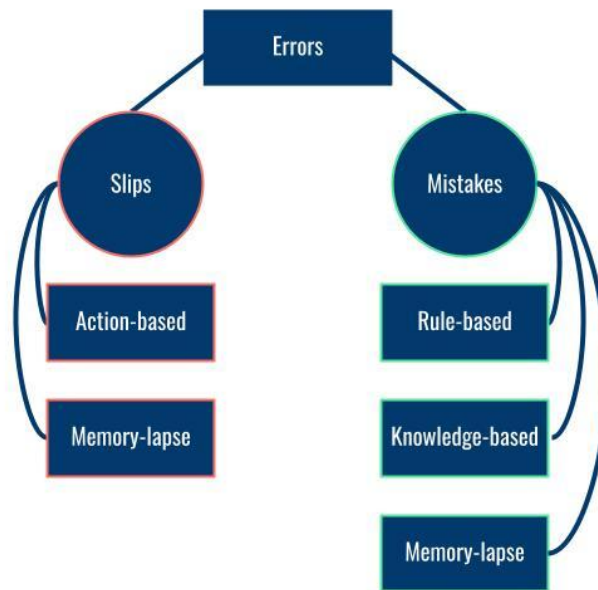 Errors
Slips
Mistakes
Action-based
Rule-based
Memory-lapse
Knowledge-based
Memory-lapse